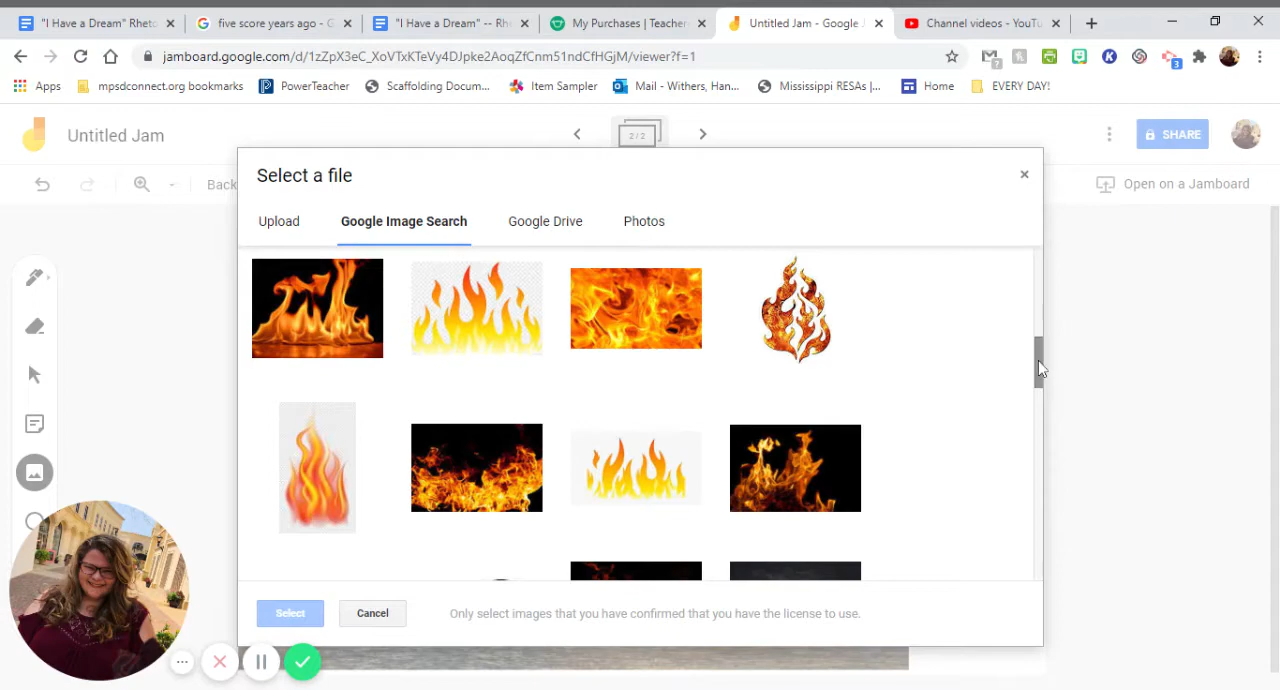 "I Have a Dream" Rheto
five score years ago - G
"I Have a Dream" -- Rhe
My Purchases | Teacher
Untitled Jam - Google J
Channel videos - YouTu
jamboard.google.com/d/1zZpX3eC_XoVTxKTeVy4DJpke2AoqZfCnm51ndCfHGjM/viewer?f=1
Apps
mpsdconnect.org bookmarks
PowerTeacher
Scaffolding Docum...
Item Sampler
Mail - Withers, Han...
Mississippi RESAs |...
Home
EVERY DAY!
Untitled Jam
2 / 2
SHARE
Back
Open on a Jamboard
Select a file
Upload
Google Image Search
Google Drive
Photos
Select
Cancel
Only select images that you have confirmed that you have the license to use.